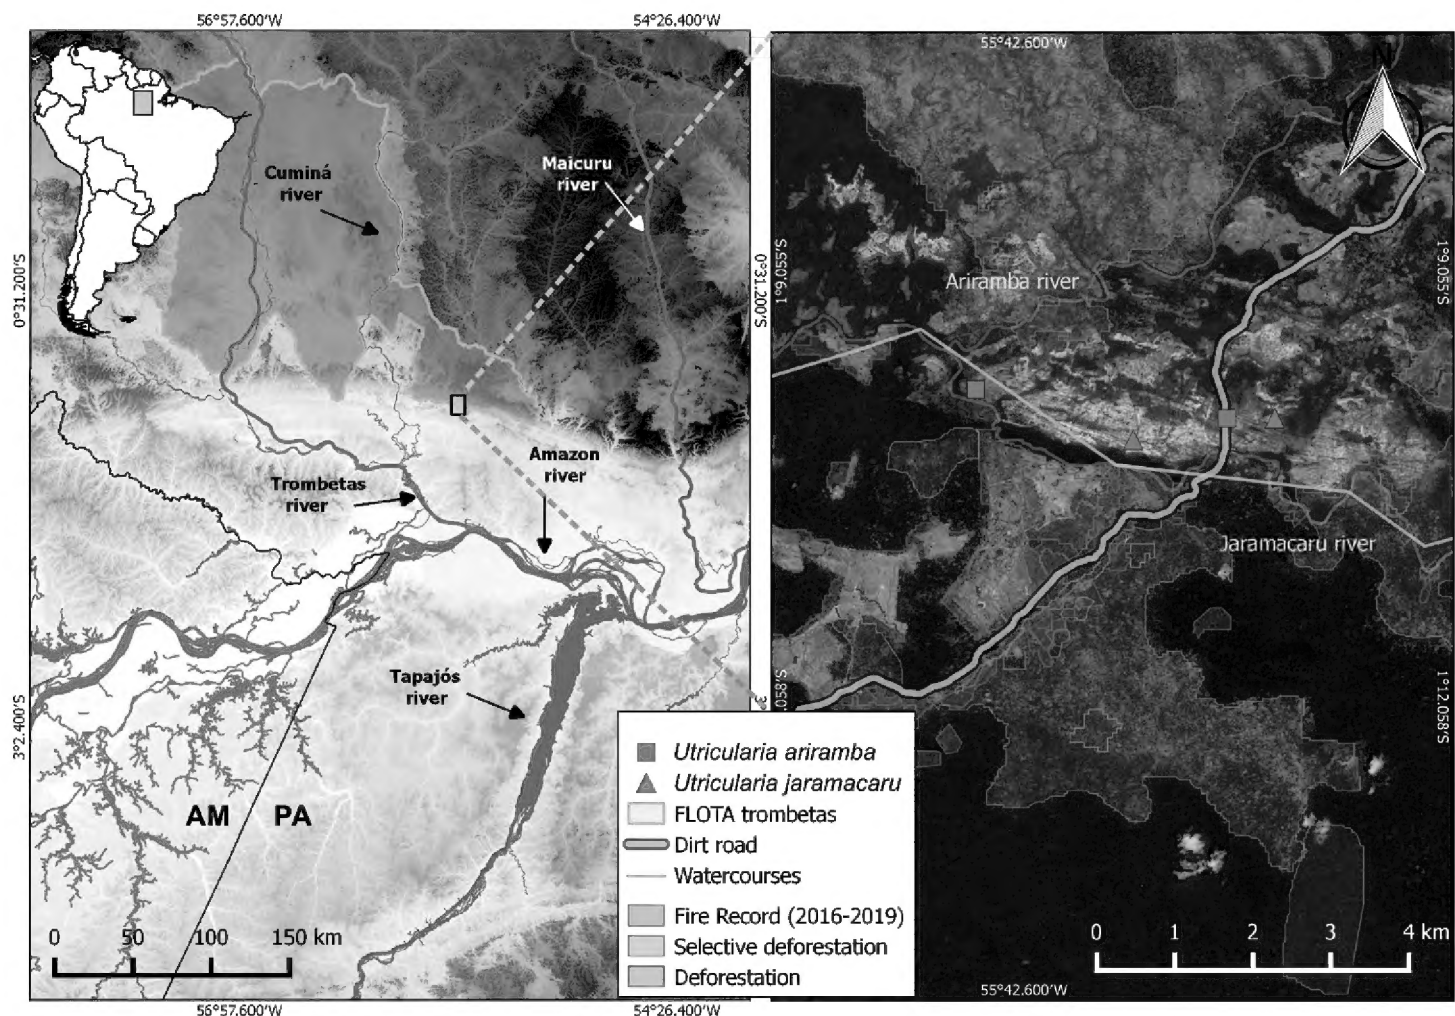 56°57.600'W
54°26.400'W
55°42.600'W
N
Cuminá
river
Maicuru
river
0°31.200'S
0°31.200'S
1°9.055'S
1°9.055'S
Ariramba river
Amazon
river
Trombetas
river
Jaramacaru river
Tapajós
river
3°2.400'S
3°
.058'S
1°12.058'S
AM
PA
Utricularia ariramba
Utricularia jaramacaru
FLOTA trombetas
Dirt road
Watercourses
Fire Record (2016-2019)
Selective deforestation
Deforestation
0 50 100 150 km
0 1 2 3 4 km
55°42.600'W
56°57.600'W
54°26.400'W